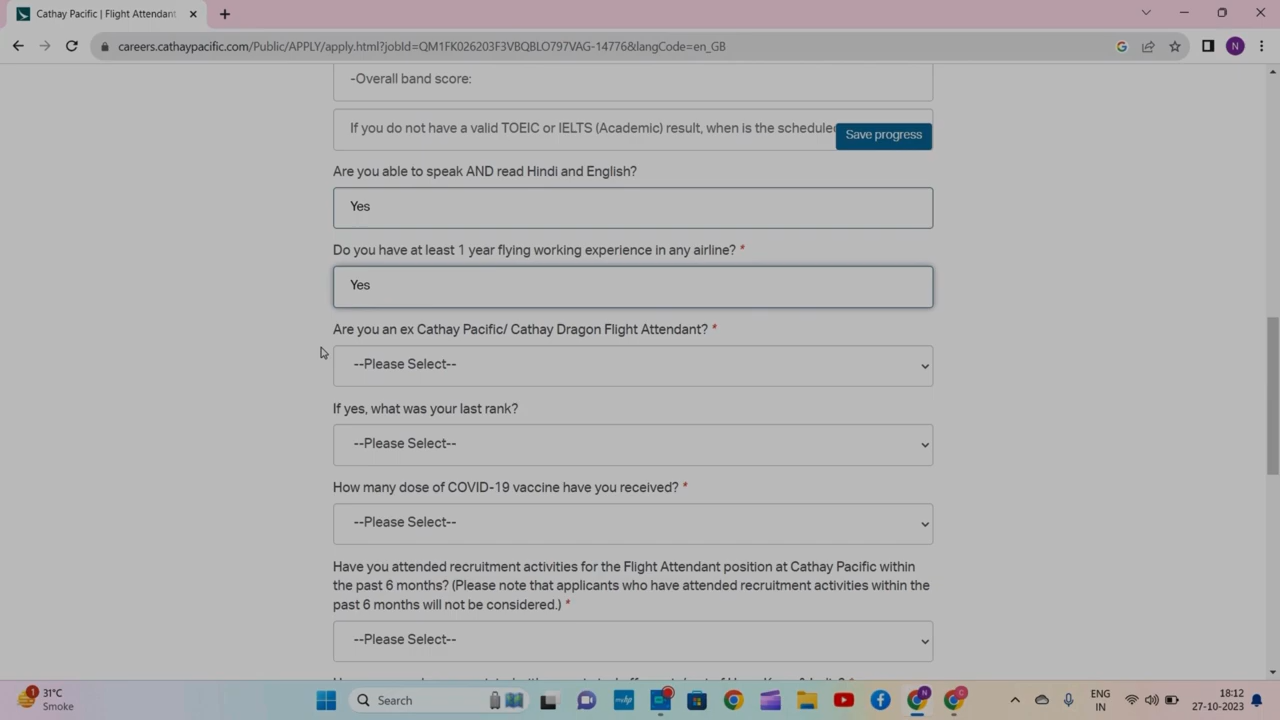 Cathay Pacific | Flight Attendant
careers.cathaypacific.com/Public/APPLY/apply.html?jobId=QM1FK026203F3VBQBLO797VAG-14776&langCode=en_GB
N
-Overall band score:
If you do not have a valid TOEIC or IELTS (Academic) result, when is the scheduled
Save progress
Are you able to speak AND read Hindi and English?
Yes
Do you have at least 1 year flying working experience in any airline? *
Yes
Are you an ex Cathay Pacific/ Cathay Dragon Flight Attendant? *
--Please Select--
If yes, what was your last rank?
--Please Select--
How many dose of COVID-19 vaccine have you received? *
--Please Select--
Have you attended recruitment activities for the Flight Attendant position at Cathay Pacific within
the past 6 months? (Please note that applicants who have attended recruitment activities within the
past 6 months will not be considered.) *
--Please Select--
1
31°C
Smoke
Search
ENG
IN
18:12
27-10-2023